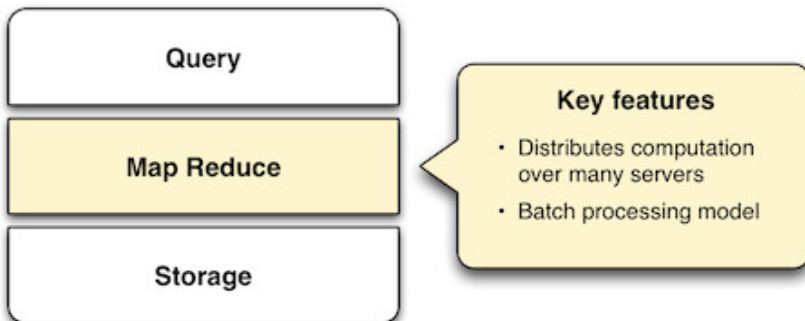 Query
Map Reduce
Storage
Key features
• Distributes computation
over many servers
• Batch processing model